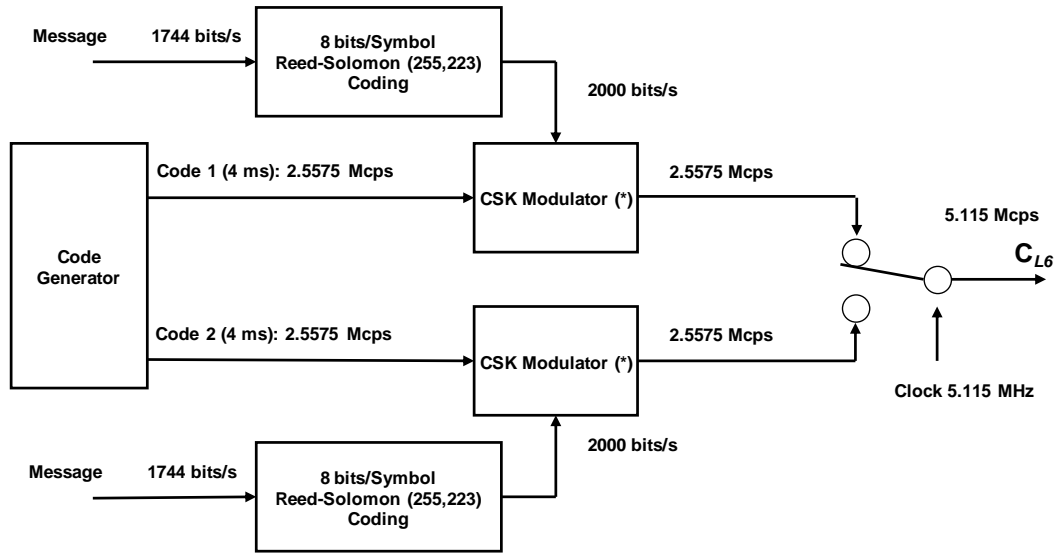 Message
1744 bits/s
8 bits/Symbol
Reed-Solomon (255,223)
Coding
2000 bits/s
Code 1 (4 ms): 2.5575 Mcps
CSK Modulator (*)
2.5575 Mcps
5.115 Mcps
Code
Generator
C_L6
Code 2 (4 ms): 2.5575 Mcps
CSK Modulator (*)
2.5575 Mcps
Clock 5.115 MHz
2000 bits/s
Message
1744 bits/s
8 bits/Symbol
Reed-Solomon (255,223)
Coding